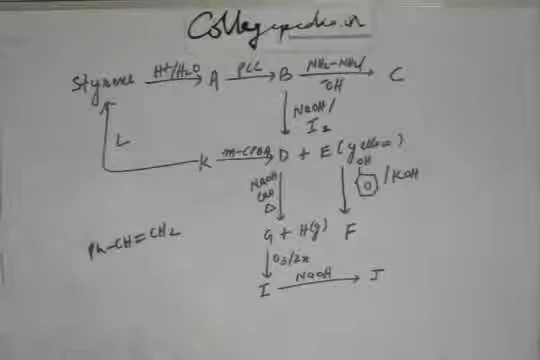 Collegepedia.in
Styrene H⁺/H₂O A PCC B NH₂-NH₂/ŌH C
NaOH/
I₂
L K m-CPBA D + E (yellow)
NaOH
CaO
Δ
OH
/KOH
G + H(g) F
Ph-CH=CH₂
O₃/Zn
I NaOH J